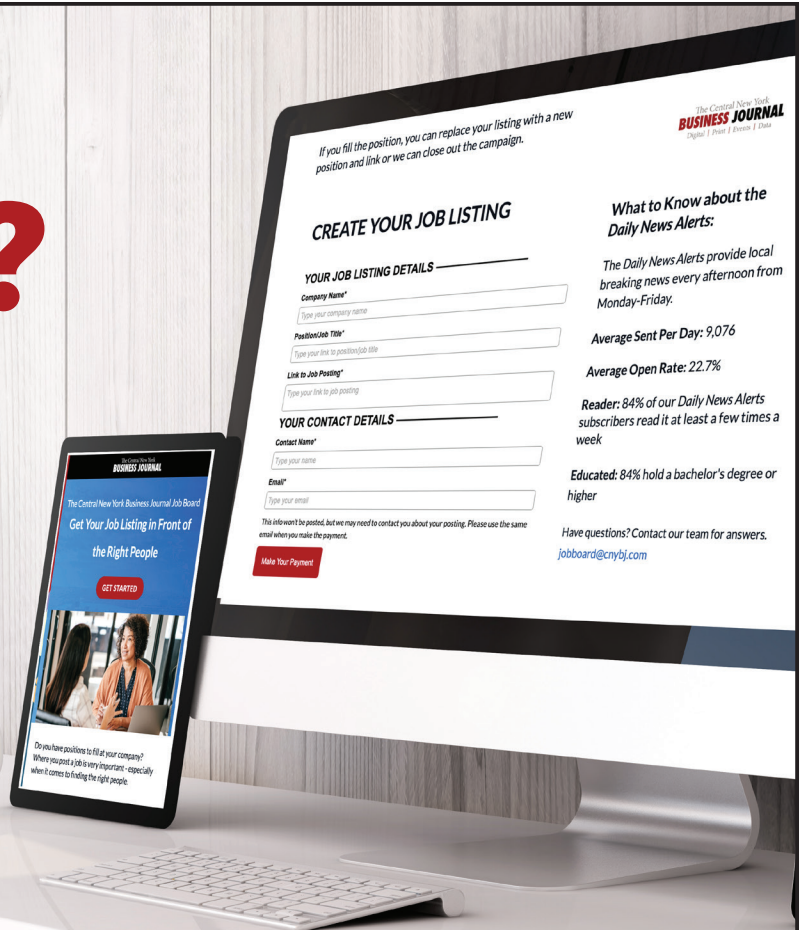 ?
If you fill the position, you can replace your listing with a new
position and link or we can close out the campaign.
CREATE YOUR JOB LISTING
YOUR JOB LISTING DETAILS
Company Name*
Type your company name
Position/Job Title*
Type your link to position/job title
Link to Job Posting*
Type your link to job posting
YOUR CONTACT DETAILS
Contact Name*
Type your name
Email*
Type your email
This info won't be posted, but we may need to contact you about your posting. Please use the same
email when you make the payment.
Make Your Payment
The Central New York
BUSINESS JOURNAL
Digital | Print | Events | Data
What to Know about the
Daily News Alerts:
The Daily News Alerts provide local
breaking news every afternoon from
Monday-Friday.
Average Sent Per Day: 9,076
Average Open Rate: 22.7%
Reader: 84% of our Daily News Alerts
subscribers read it at least a few times a
week
Educated: 84% hold a bachelor's degree or
higher
Have questions? Contact our team for answers.
jobboard@cnybj.com
The Central New York
BUSINESS JOURNAL
The Central New York Business Journal Job Board
Get Your Job Listing in Front of
the Right People
GET STARTED
Do you have positions to fill at your company?
Where you post a job is very important - especially
when it comes to finding the right people.